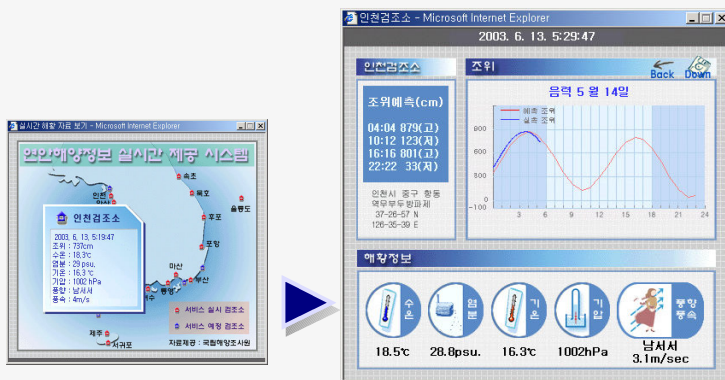 실시간 해황 자료 보기 - Microsoft Internet Explorer
연안해양정보 실시간 제공 시스템
속초
묵호
울릉도
인천
안산
후포
포항
마산
부산
통영
여수
제주
서귀포
인천검조소
2003. 6, 13, 5:19:47
조위 : 737cm
수온 : 18.3℃
염분 : 29 psu.
기온 : 16.3 ℃
기압 : 1002 hPa
풍향 : 남서서
풍속 : 4m/s
서비스 실시 검조소
서비스 예정 검조소
자료제공 : 국립해양조사원
인천검조소 - Microsoft Internet Explorer
2003. 6. 13. 5:29:47
인천검조소
조위예측(cm)
04:04 879(고)
10:12 123(저)
16:16 801(고)
22:22 33(저)
인천시 중구 항동
역무부두방파제
37-26-57 N
126-35-39 E
조위
Back Down
음력 5 월 14일
예측 조위
실측 조위
800
600
300
0
-100
3 6 9 12 15 18 21 24
해황정보
수온
18.5℃
염분
28.8psu.
기온
16.3℃
기압
1002hPa
풍향
풍속
남서서
3.1m/sec